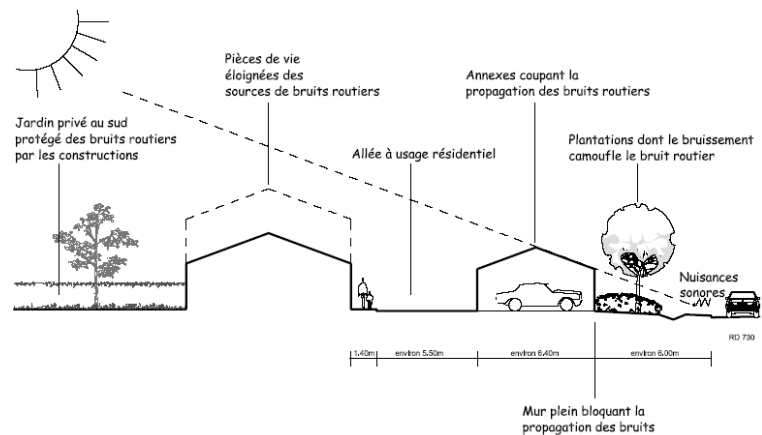 Pièces de vie
éloignées des
sources de bruits routiers
Annexes coupant la
propagation des bruits routiers
Jardin privé au sud
protégé des bruits routiers
par les constructions
Allée à usage résidentiel
Plantations dont le bruissement
camoufle le bruit routier
Nuisances
sonores
RD 730
1.40m
environ 5.50m
environ 6.40m
environ 6.00m
Mur plein bloquant la
propagation des bruits